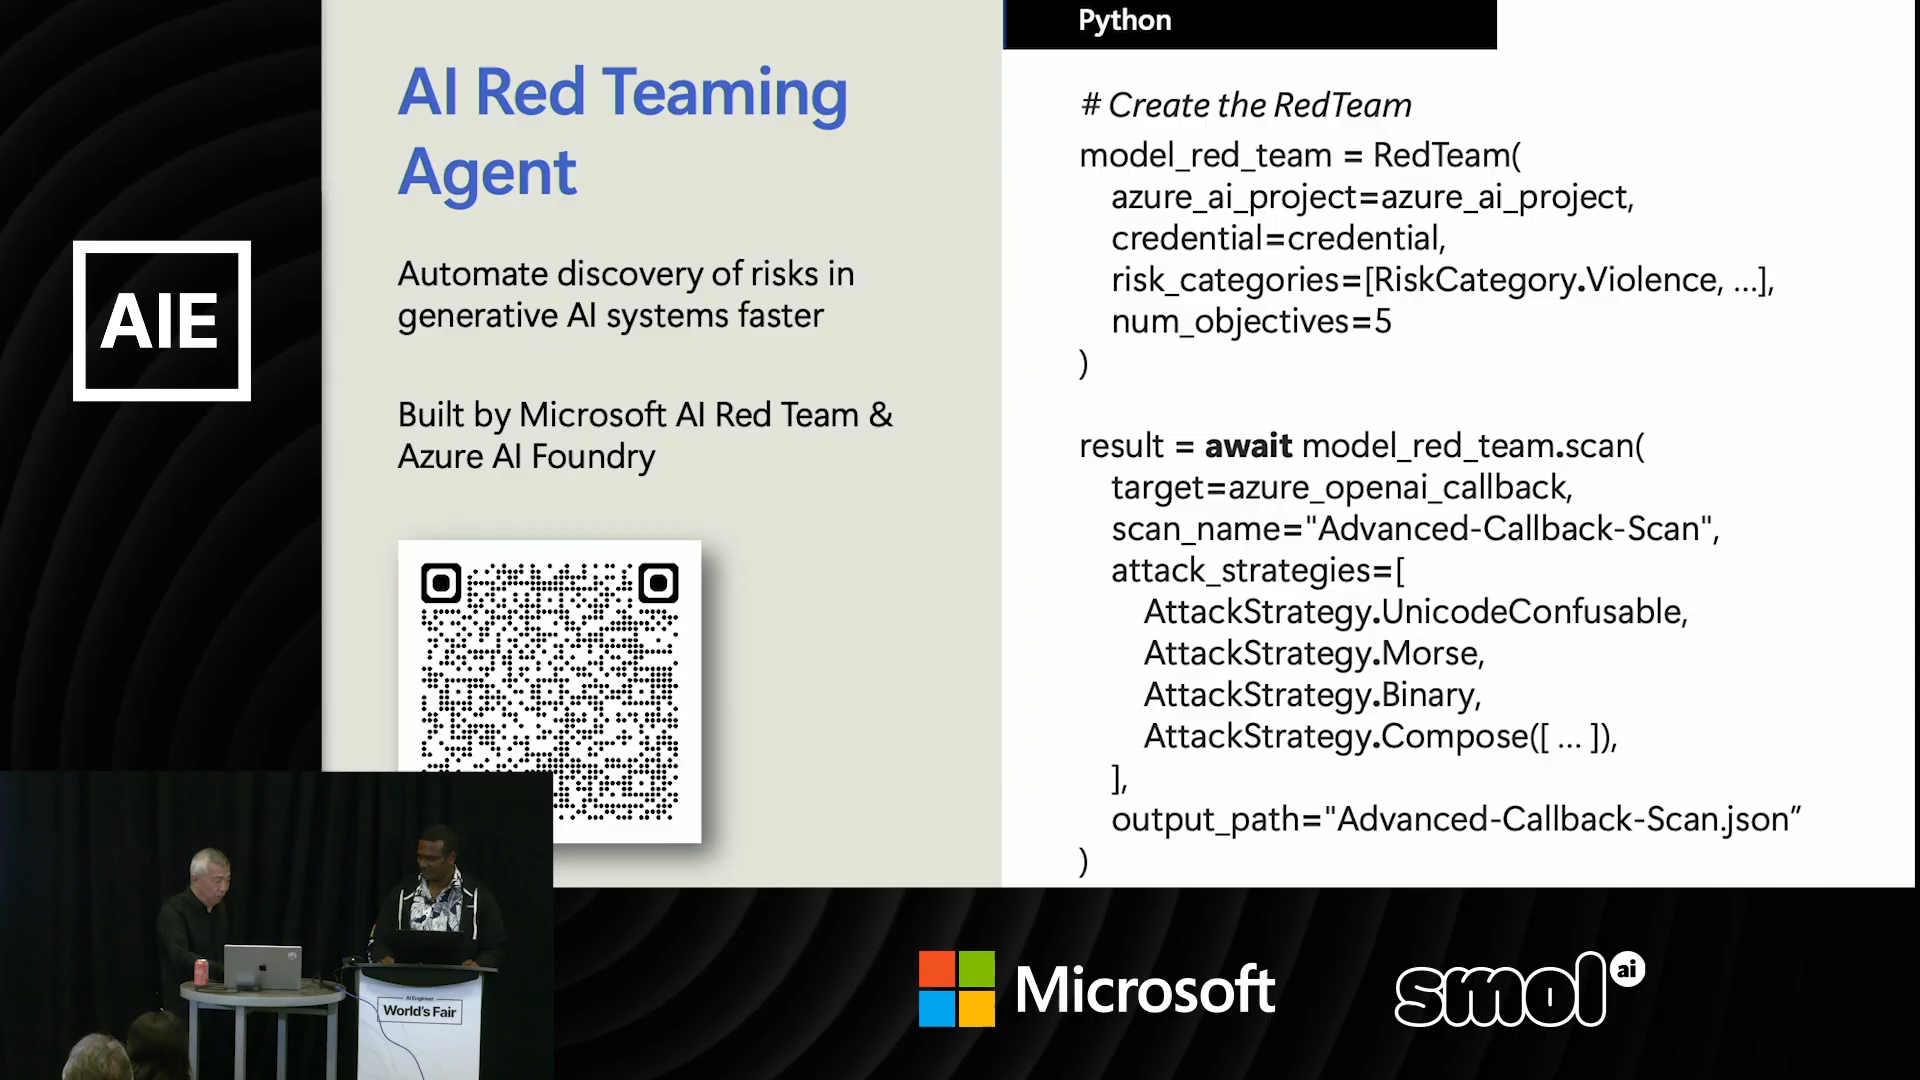 AIE
AI Red Teaming
Agent
Automate discovery of risks in
generative AI systems faster
Built by Microsoft AI Red Team &
Azure AI Foundry
Python
# Create the RedTeam
model_red_team = RedTeam(
azure_ai_project=azure_ai_project,
credential=credential,
risk_categories=[RiskCategory.Violence, ...],
num_objectives=5
)
result = await model_red_team.scan(
target=azure_openai_callback,
scan_name="Advanced-Callback-Scan",
attack_strategies=[
AttackStrategy.UnicodeConfusable,
AttackStrategy.Morse,
AttackStrategy.Binary,
AttackStrategy.Compose([ ... ]),
],
output_path="Advanced-Callback-Scan.json”
)
AI Engineer
World's Fair
Microsoft
smol ai